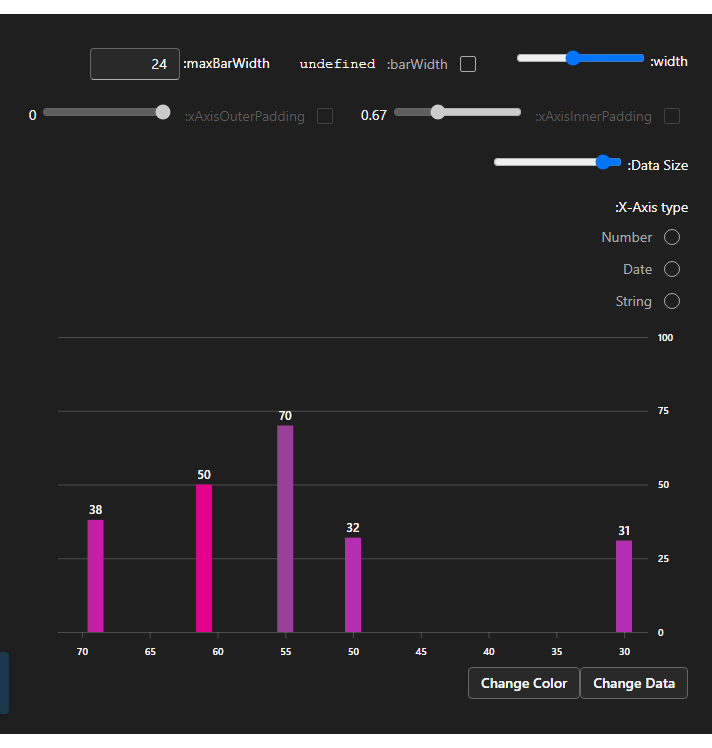 :width
undefined :barWidth
24 :maxBarWidth
0.67 :xAxisInnerPadding
0 :xAxisOuterPadding
:Data Size
:X-Axis type
Number
Date
String
100
75
50
25
0
38
50
70
32
31
70 65 60 55 50 45 40 35 30
Change Color
Change Data